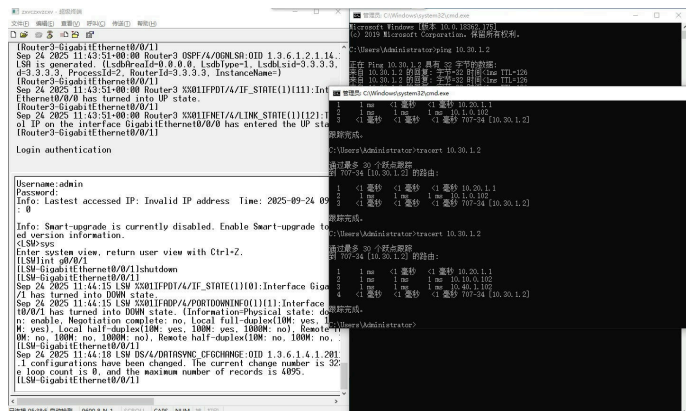 zuoczuoczuo - 超级终端
文件(F) 编辑(E) 查看(V) 呼叫(C) 传送(T) 帮助(H)
[Router3-GigabitEthernet0/0/1]
Sep 24 2025 11:43:51+00:00 Router3 OSPF/4/OGNLSA:OID 1.3.6.1.2.1.14.
LSA is generated. (LsdbAreaId=0.0.0.0, LsdbType=1, LsdbLsid=3.3.3.3,
d=3.3.3.3, ProcessId=2, RouterId=3.3.3.3, InstanceName=)
[Router3-GigabitEthernet0/0/1]
Sep 24 2025 11:43:51+00:00 Router3 %%01IFPDT/4/IF_STATE(l)[11]:Int
Ethernet0/0/0 has turned into UP state.
[Router3-GigabitEthernet0/0/1]
Sep 24 2025 11:43:51+00:00 Router3 %%01IFNET/4/LINK_STATE(l)[12]:T
ol IP on the interface GigabitEthernet0/0/0 has entered the UP sta
[Router3-GigabitEthernet0/0/1]
Login authentication
Username:admin
Password:
Info: Lastest accessed IP: Invalid IP address Time: 2025-09-24 09
: 0
Info: Smart-upgrade is currently disabled. Enable Smart-upgrade to
ed version information.
<LSW>sys
Enter system view, return user view with Ctrl+Z.
[LSW]int g0/0/1
[LSW-GigabitEthernet0/0/1]shutdown
[LSW-GigabitEthernet0/0/1]
Sep 24 2025 11:44:15 LSW %%01IFPDT/4/IF_STATE(l)[0]:Interface Giga
/1 has turned into DOWN state.
[LSW-GigabitEthernet0/0/1]
Sep 24 2025 11:44:15 LSW %%01IFADP/4/PORTDOWNINFO(l)[1]:Interface
t0/0/1 has turned into DOWN state. (Information=Physical state: do
n: enable, Negotiation complete: no, Local full-duplex(10M: yes, 1
M: yes), Local half-duplex(10M: yes, 100M: yes, 1000M: no), Remote
0M: no, 100M: no, 1000M: no), Remote half-duplex(10M: no, 100M: no,
[LSW-GigabitEthernet0/0/1]
Sep 24 2025 11:44:18 LSW DS/4/DATASYNC_CFGCHANGE:OID 1.3.6.1.4.1.201
.1 configurations have been changed. The current change number is 32
e loop count is 0, and the maximum number of records is 4095.
[LSW-GigabitEthernet0/0/1]
管理员: C:\Windows\system32\cmd.exe
Microsoft Windows [版本 10.0.18362.175]
(c) 2019 Microsoft Corporation. 保留所有权利。
C:\Users\Administrator>ping 10.30.1.2
正在 Ping 10.30.1.2 具有 32 字节的数据:
来自 10.30.1.2 的回复: 字节=32 时间<1ms TTL=126
来自 10.30.1.2 的回复: 字节=32 时间<1ms TTL=126
管理员: C:\Windows\system32\cmd.exe
1 1 ms <1 毫秒 <1 毫秒 10.20.1.1
2 1 ms 1 ms 1 ms 10.1.0.102
3 <1 毫秒 <1 毫秒 <1 毫秒 707-34 [10.30.1.2]
跟踪完成。
C:\Users\Administrator>tracert 10.30.1.2
通过最多 30 个跃点跟踪
到 707-34 [10.30.1.2] 的路由:
1 <1 毫秒 <1 毫秒 <1 毫秒 10.20.1.1
2 1 ms 1 ms 1 ms 10.1.0.102
3 <1 毫秒 <1 毫秒 <1 毫秒 707-34 [10.30.1.2]
跟踪完成。
C:\Users\Administrator>tracert 10.30.1.2
通过最多 30 个跃点跟踪
到 707-34 [10.30.1.2] 的路由:
1 1 ms <1 毫秒 <1 毫秒 10.20.1.1
2 1 ms 1 ms 1 ms 10.10.0.102
3 1 ms 1 ms 1 ms 10.40.1.102
4 <1 毫秒 <1 毫秒 <1 毫秒 707-34 [10.30.1.2]
跟踪完成。
C:\Users\Administrator>